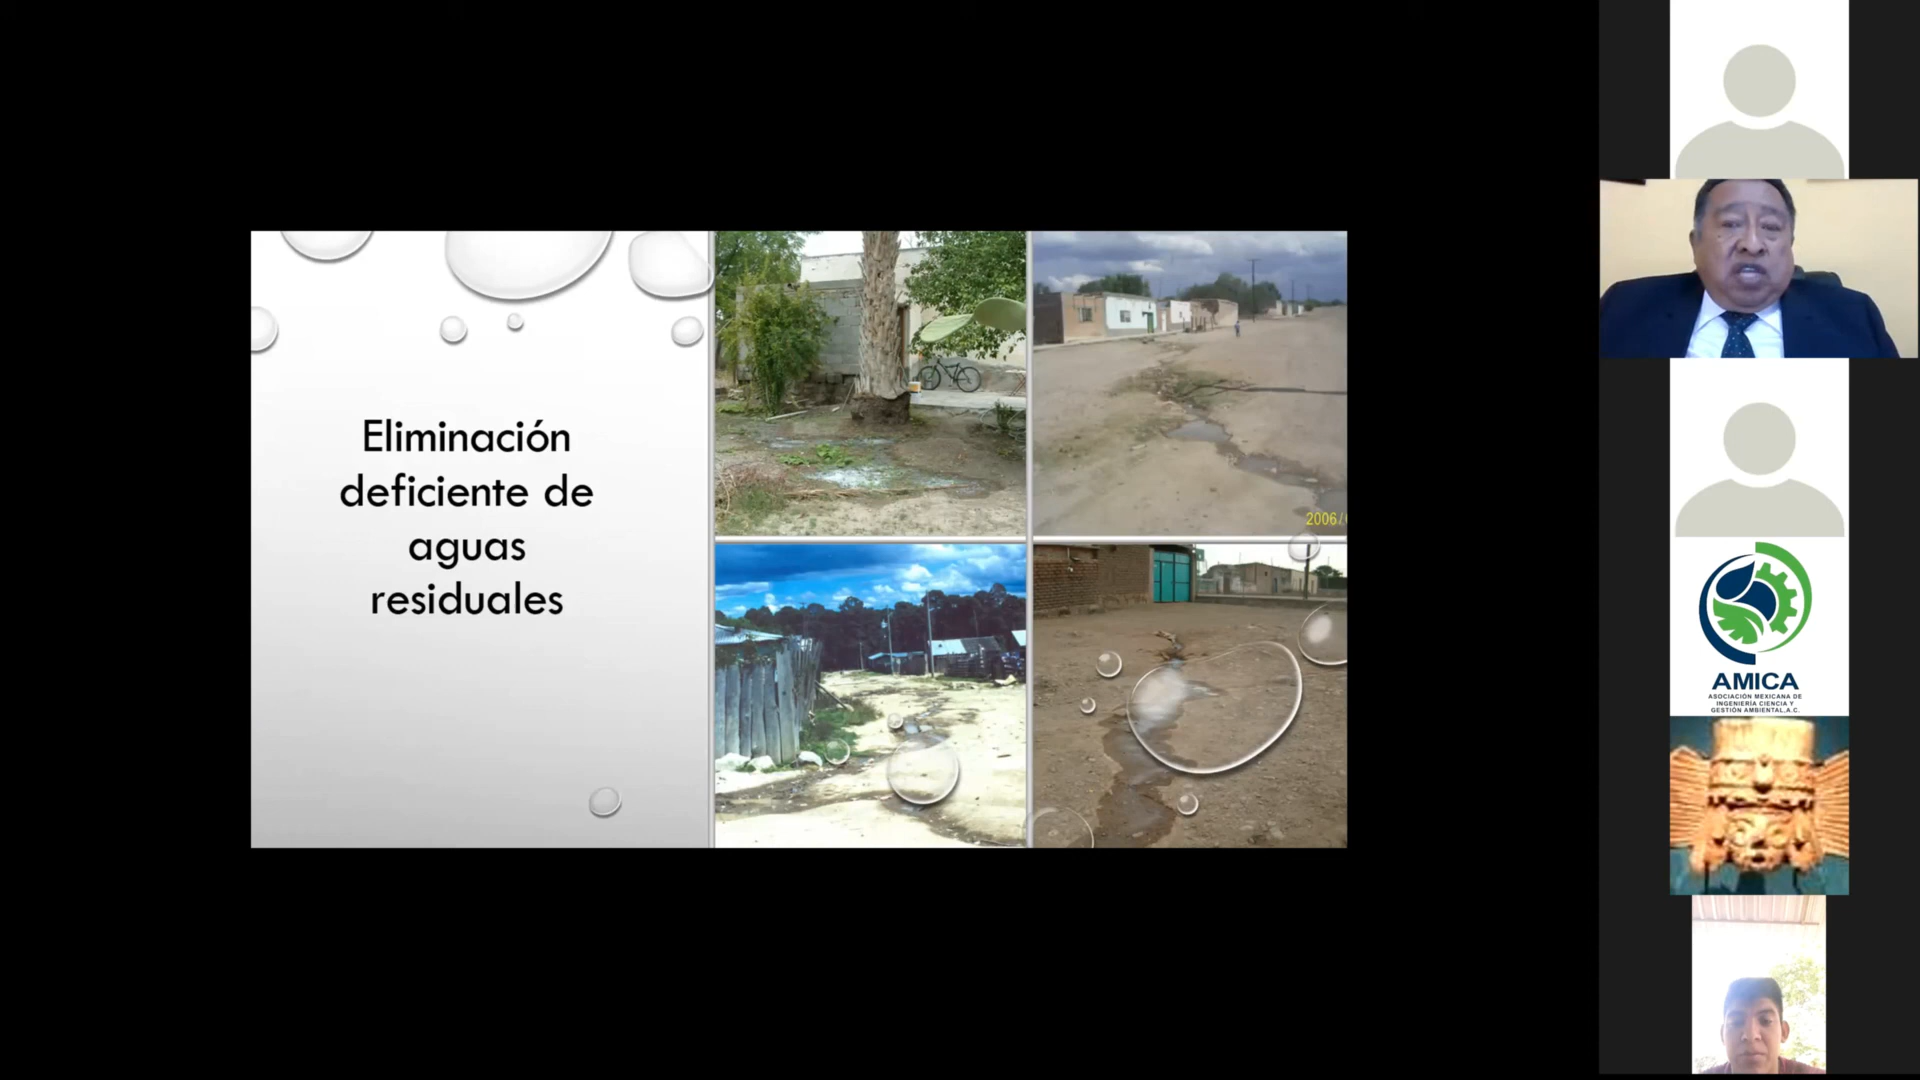 Eliminación
deficiente de
aguas
residuales
2006/
AMICA
ASOCIACIÓN MEXICANA DE
INGENIERÍA CIENCIA Y
GESTIÓN AMBIENTAL,A.C.